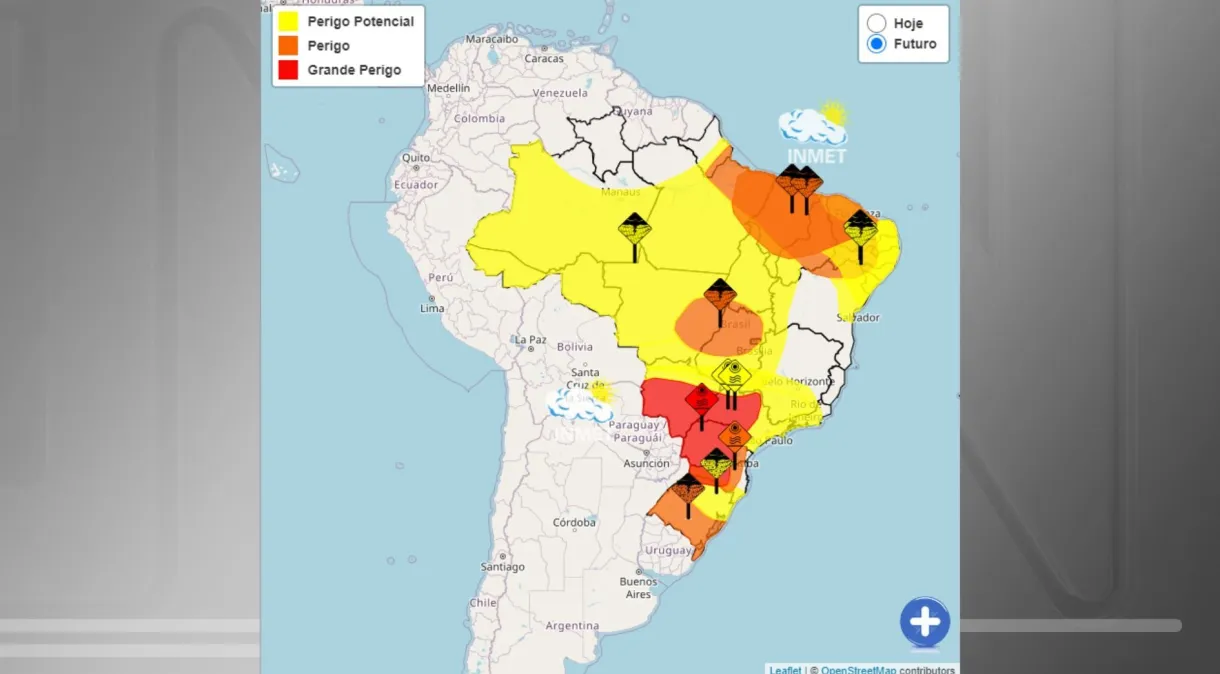 Honduras
Perigo Potencial
Perigo
Grande Perigo
Hoje
Futuro
Maracaibo
Caracas
Medellín
Venezuela
Guyana
Colombia
INMET
Quito
Ecuador
Manaus
Perú
Lima
Salvador
Brasil
La Paz
Bolivia
Brasília
Santa
Cruz de
la Sierra
Belo Horizonte
Rio de
Janeiro
Paraguay
Paraguái
Paulo
Asunción
Córdoba
Uruguay
Santiago
Buenos
Aires
Chile
Argentina
Leaflet | © OpenStreetMap contributors